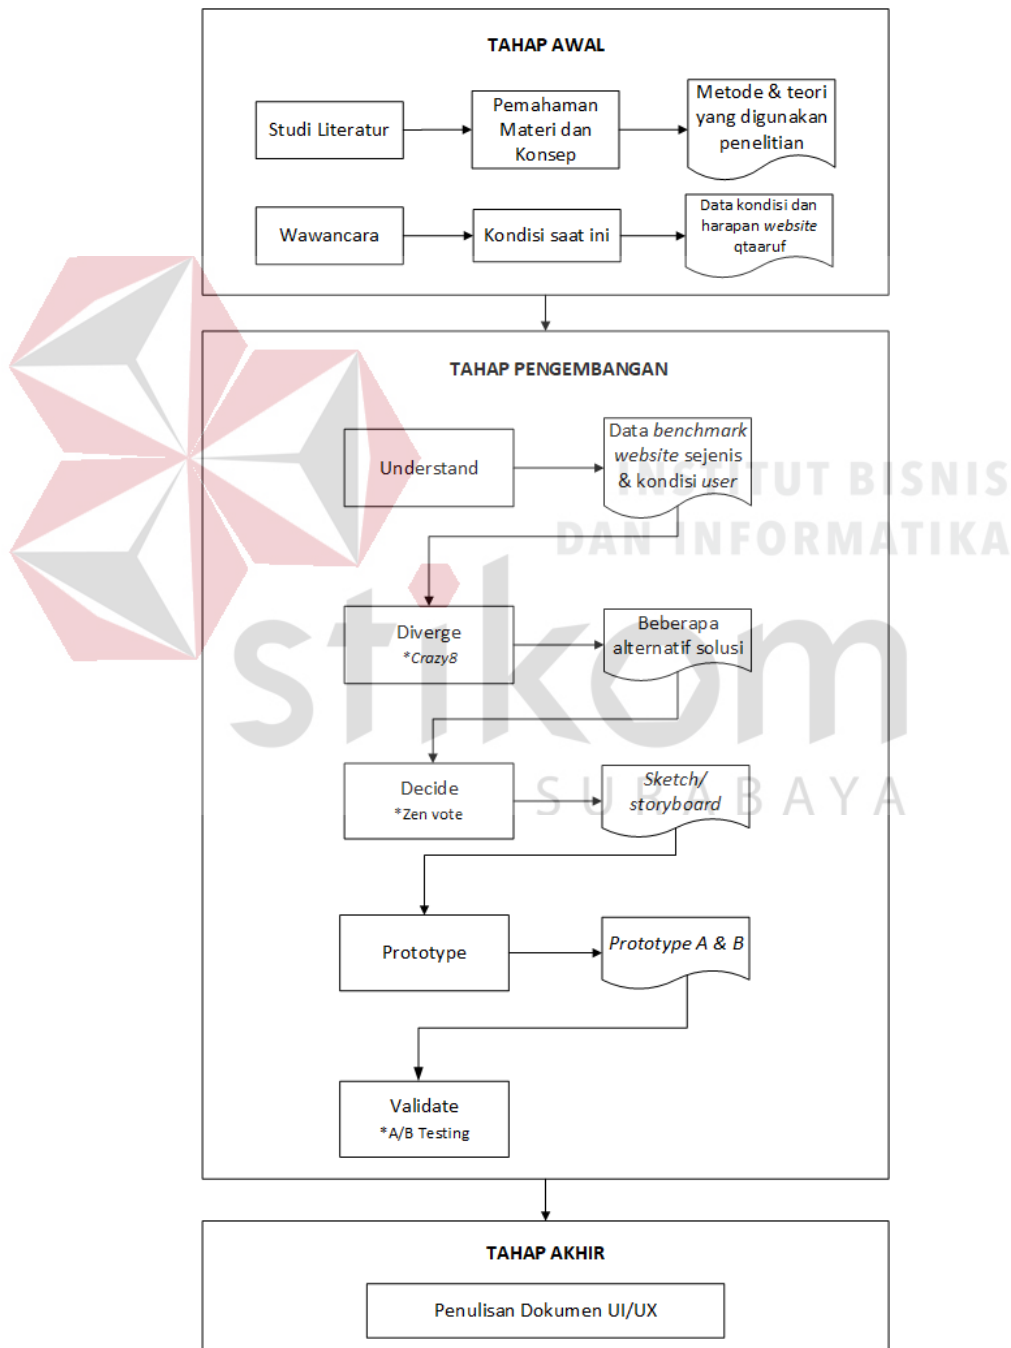 TAHAP AWAL
Studi Literatur
Pemahaman
Materi dan
Konsep
Metode & teori
yang digunakan
penelitian
Wawancara
Kondisi saat ini
Data kondisi dan
harapan website
qtaaruf
TAHAP PENGEMBANGAN
Understand
Data benchmark
website sejenis
& kondisi user
INSTITUT BISNIS
DAN INFORMATIKA
Diverge
*Crazy8
Beberapa
alternatif solusi
stikom
SURABAYA
Decide
*Zen vote
Sketch/
storyboard
Prototype
Prototype A & B
Validate
*A/B Testing
TAHAP AKHIR
Penulisan Dokumen UI/UX